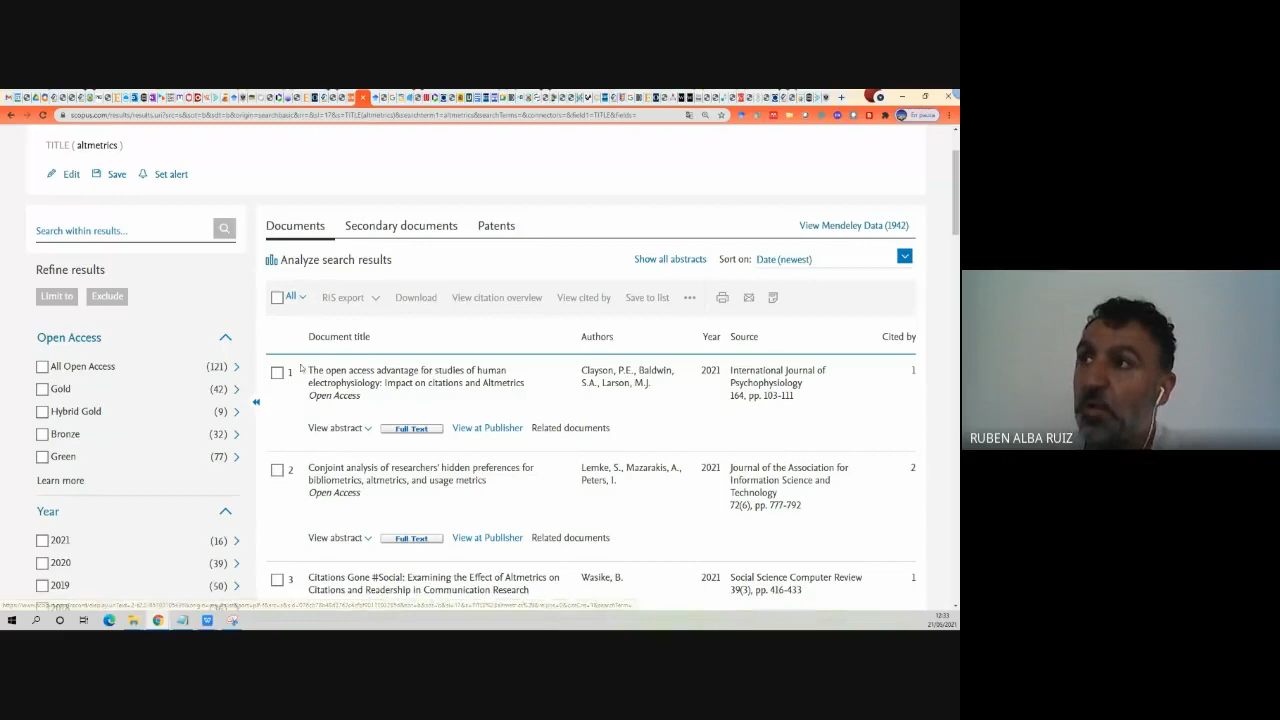 En pausa
TITLE ( altmetrics )
Edit Save Set alert
Search within results...
Refine results
Limit to Exclude
Open Access
All Open Access (121)
Gold (42)
Hybrid Gold (9)
Bronze (32)
Green (77)
Learn more
Year
2021 (16)
2020 (39)
2019 (50)
Documents Secondary documents Patents
View Mendeley Data (1942)
Analyze search results
Show all abstracts Sort on: Date (newest)
All RIS export Download View citation overview View cited by Save to list
Document title Authors Year Source Cited by
1 The open access advantage for studies of human Clayson, P.E., Baldwin, 2021 International Journal of 1
electrophysiology: Impact on citations and Altmetrics S.A., Larson, M.J. Psychophysiology
Open Access 164, pp. 103-111
View abstract Full Text View at Publisher Related documents
2 Conjoint analysis of researchers' hidden preferences for Lemke, S., Mazarakis, A., 2021 Journal of the Association for 2
bibliometrics, altmetrics, and usage metrics Peters, I. Information Science and
Open Access Technology
72(6), pp. 777-792
View abstract Full Text View at Publisher Related documents
3 Citations Gone #Social: Examining the Effect of Altmetrics on Wasike, B. 2021 Social Science Computer Review 1
Citations and Readership in Communication Research 39(3), pp. 416-433
12:33
21/05/2021
RUBEN ALBA RUIZ